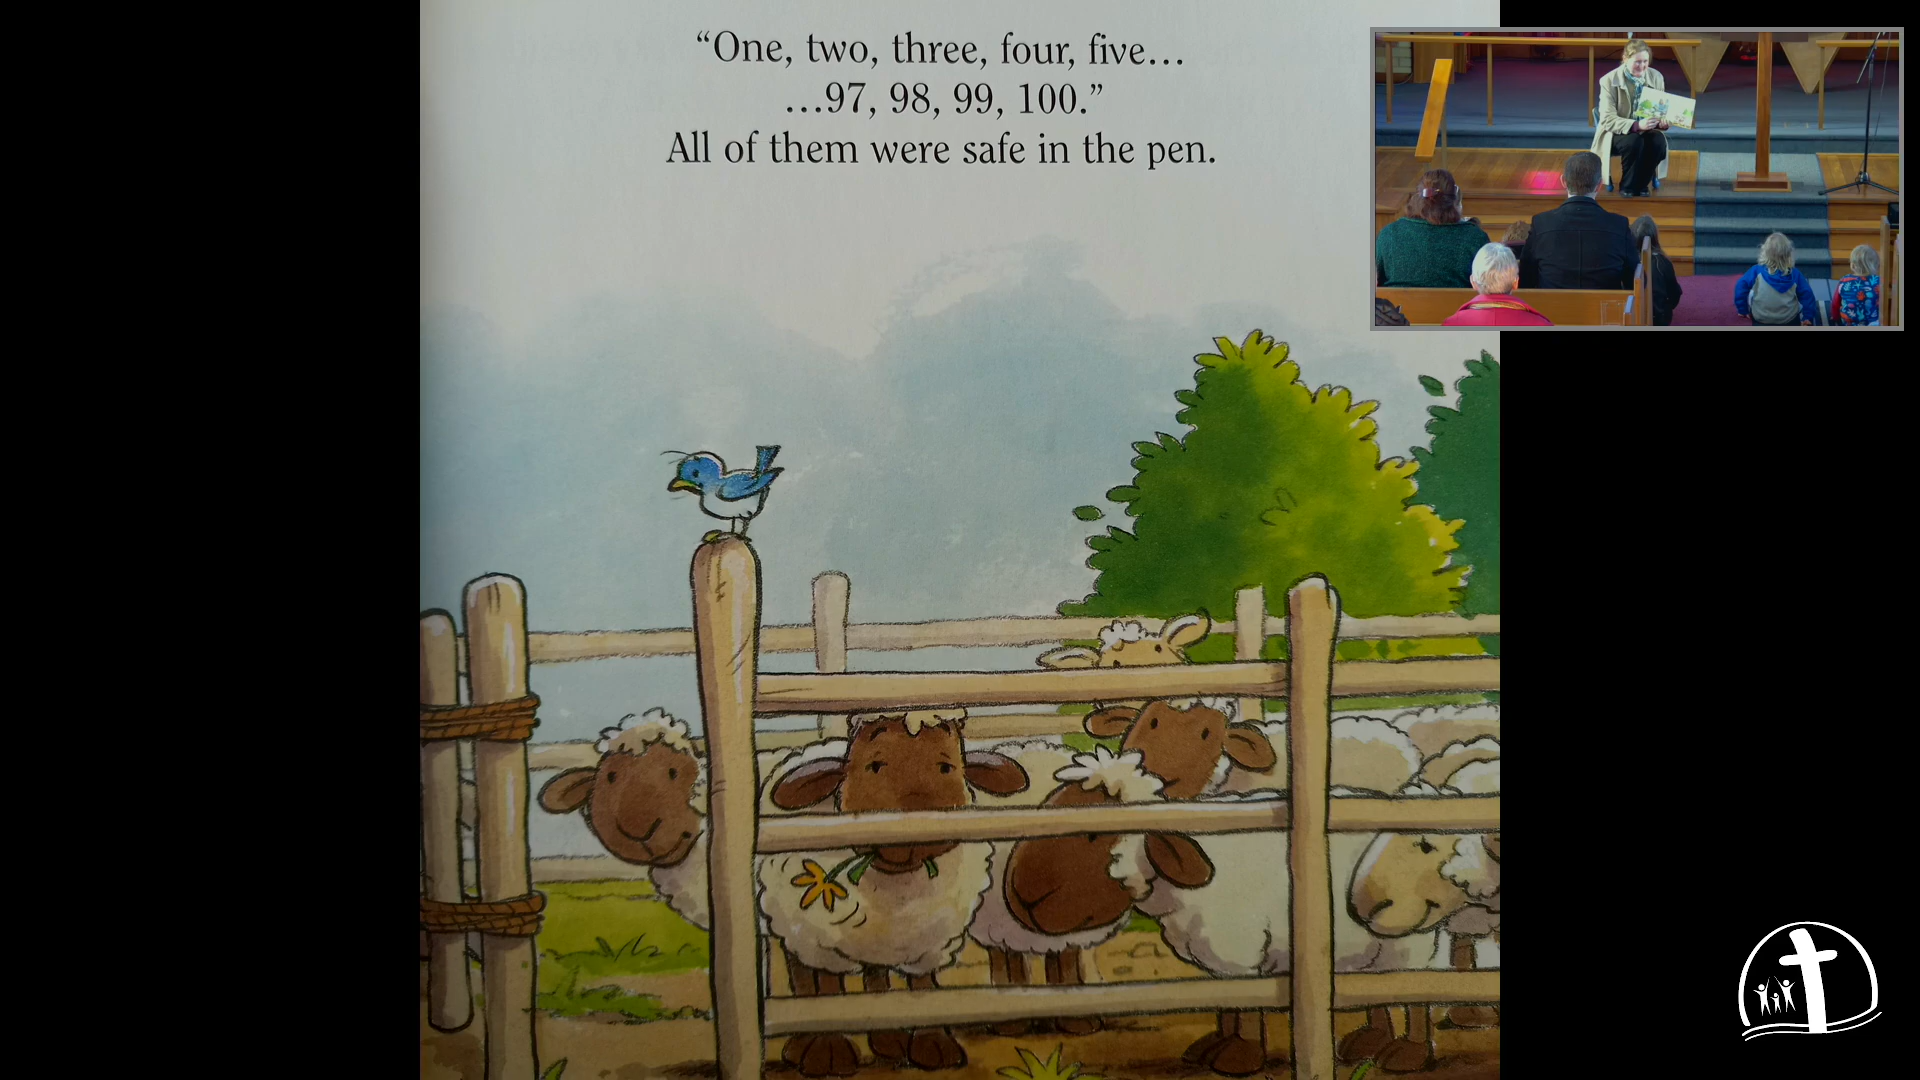 “One, two, three, four, five…
…97, 98, 99, 100.”
All of them were safe in the pen.